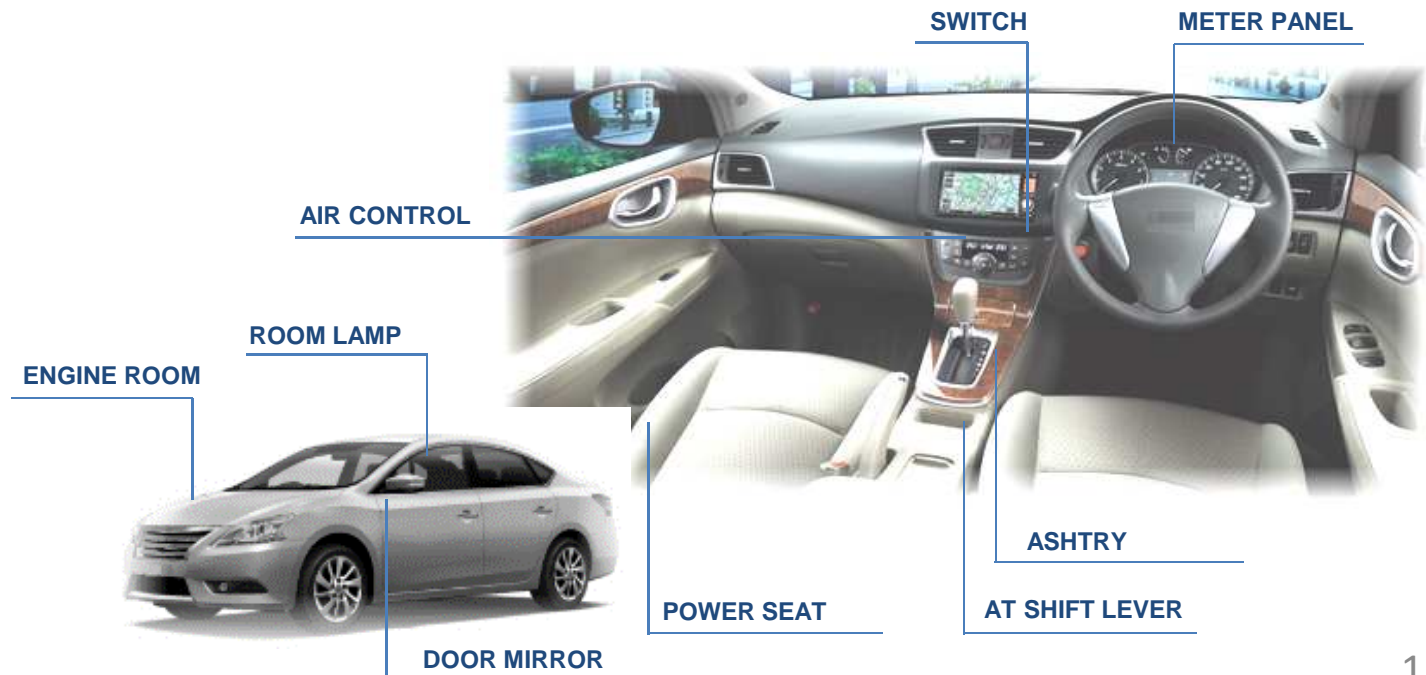 SWITCH
METER PANEL
AIR CONTROL
ROOM LAMP
ENGINE ROOM
ASHTRY
POWER SEAT
AT SHIFT LEVER
DOOR MIRROR
1